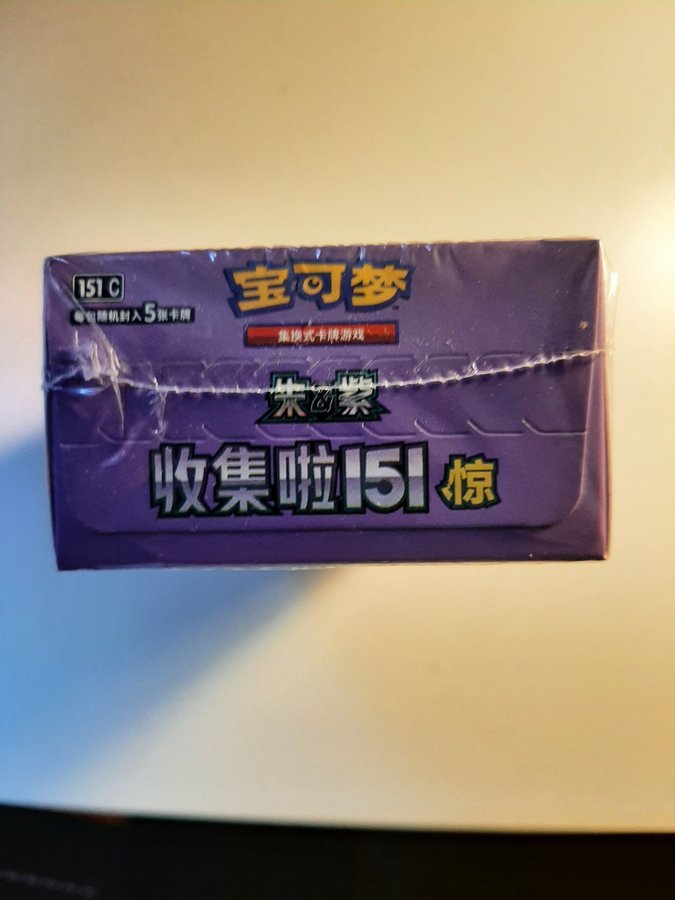 151 C
宝可梦
每包随机封入5张卡牌
集换式卡牌游戏
朱&紫
收集啦151 惊